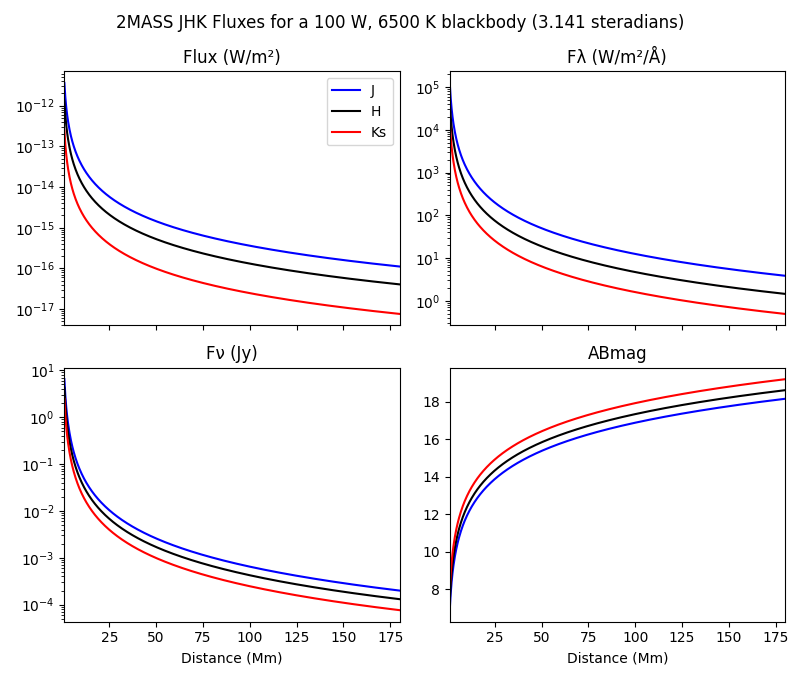 2MASS JHK Fluxes for a 100 W, 6500 K blackbody (3.141 steradians)
Flux (W/m²)
Fλ (W/m²/Å)
J
H
Ks
10⁻¹²
10⁻¹³
10⁻¹⁴
10⁻¹⁵
10⁻¹⁶
10⁻¹⁷
10⁵
10⁴
10³
10²
10¹
10⁰
Fν (Jy)
ABmag
10¹
10⁰
10⁻¹
10⁻²
10⁻³
10⁻⁴
18
16
14
12
10
8
25 50 75 100 125 150 175
25 50 75 100 125 150 175
Distance (Mm)
Distance (Mm)